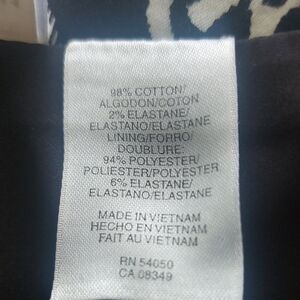 98% COTTON/
ALGODON/COTON
2% ELASTANE/
ELASTANO/ELASTANE
LINING/FORRO/
DOUBLURE:
94% POLYESTER/
POLIESTER/POLYESTER
6% ELASTANE/
ELASTANO/ELASTANE
MADE IN VIETNAM
HECHO EN VIETNAM
FAIT AU VIETNAM
RN 54050
CA 08349